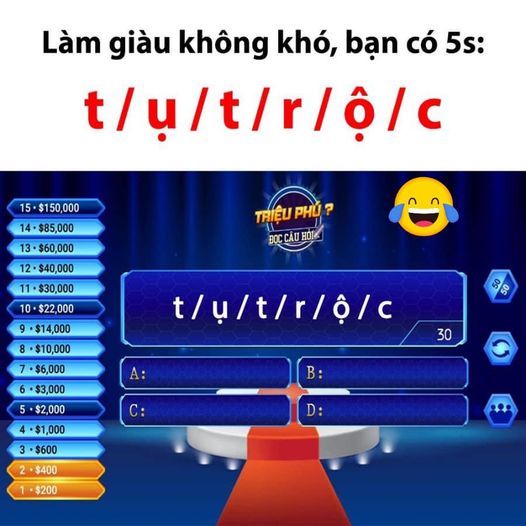 Làm giàu không khó, bạn có 5s:
t / ụ / t / r / ộ / c
TRIỆU PHÚ ?
ĐỌC CÂU HỎI...
15 • $150,000
14 • $85,000
13 • $60,000
12 • $40,000
11 • $30,000
10 • $22,000
9 • $14,000
8 • $10,000
7 • $6,000
6 • $3,000
5 • $2,000
4 • $1,000
3 • $600
2 • $400
1 • $200
t / ụ / t / r / ộ / c
30
A:
B:
C:
D:
50
50